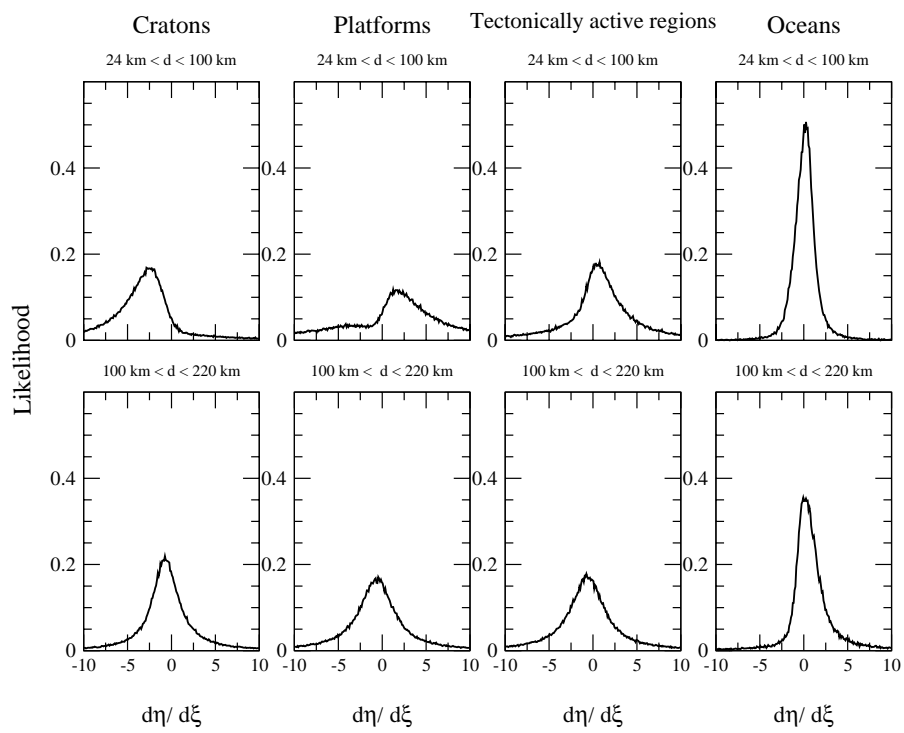 Cratons Platforms Tectonically active regions Oceans
24 km < d < 100 km 24 km < d < 100 km 24 km < d < 100 km 24 km < d < 100 km
0.4 0.4 0.4 0.4
0.2 0.2 0.2 0.2
0 0 0 0
Likelihood
100 km < d < 220 km 100 km < d < 220 km 100 km < d < 220 km 100 km < d < 220 km
0.4 0.4 0.4 0.4
0.2 0.2 0.2 0.2
0 0 0 0
-10 -5 0 5 10 -10 -5 0 5 10 -10 -5 0 5 10 -10 -5 0 5 10
dη/ dξ dη/ dξ dη/ dξ dη/ dξ